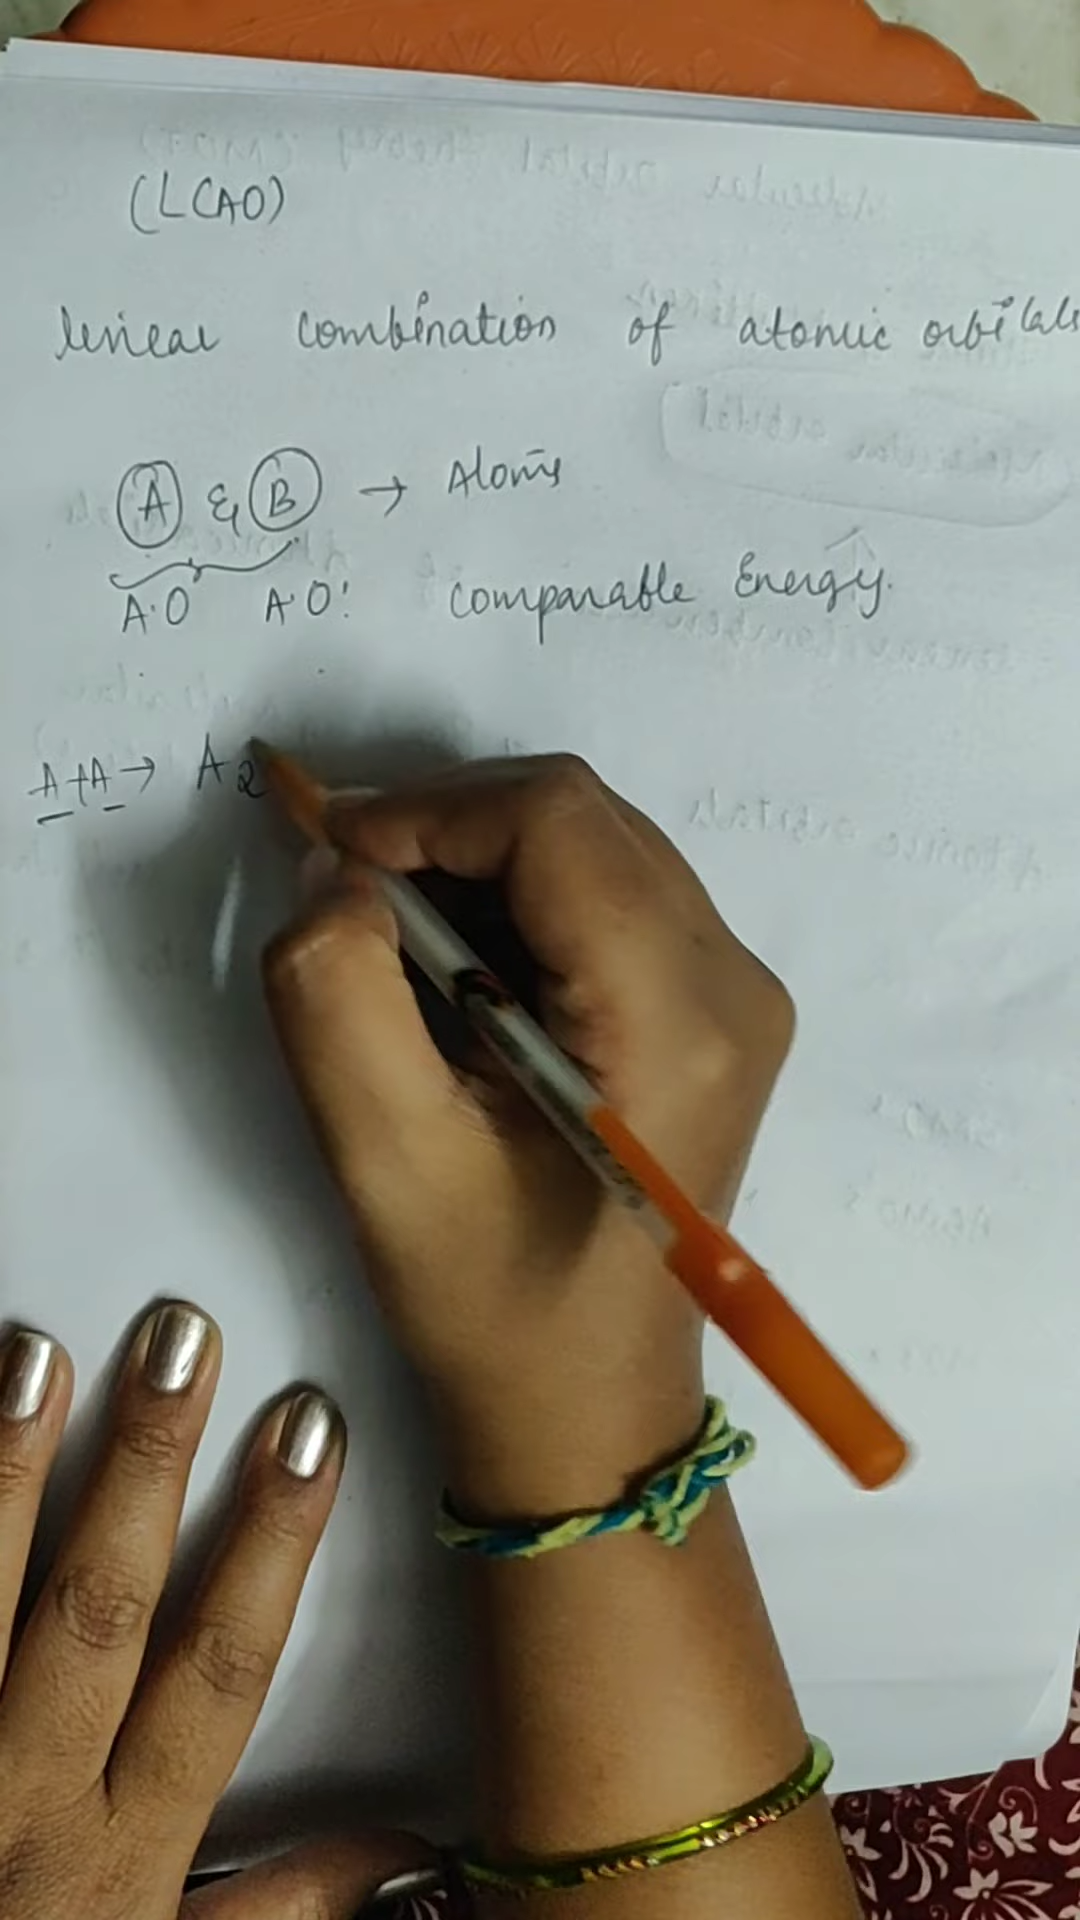 (LCAO)
linear combination of atomic orbitals
A & B → Atoms
A.O A.O! comparable Energy.
A+A → A2